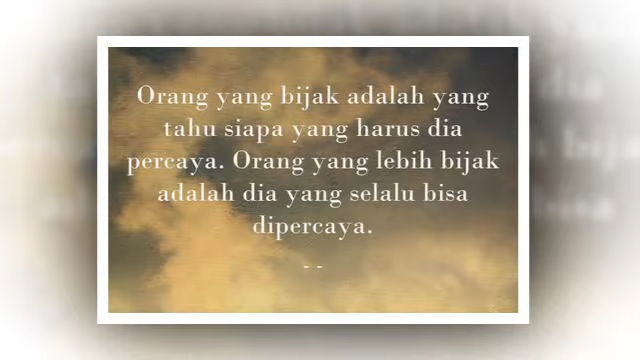 Orang yang bijak adalah yang
tahu siapa yang harus dia
percaya. Orang yang lebih bijak
adalah dia yang selalu bisa
dipercaya.
- -